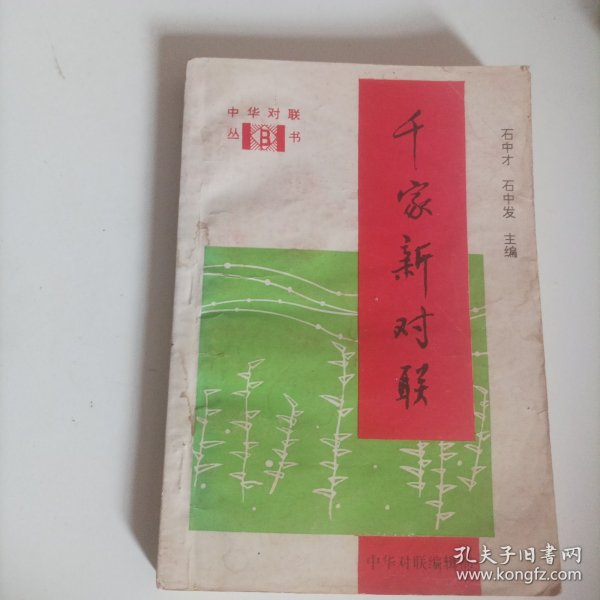 中华对联
丛书
千家新对联
石中才 石中发 主编
中华对联编辑
孔夫子旧书网
www.kongfz.com